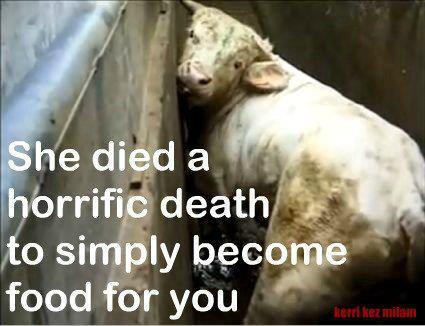 She died a
horrific death
to simply become
food for you
kerri kez milam